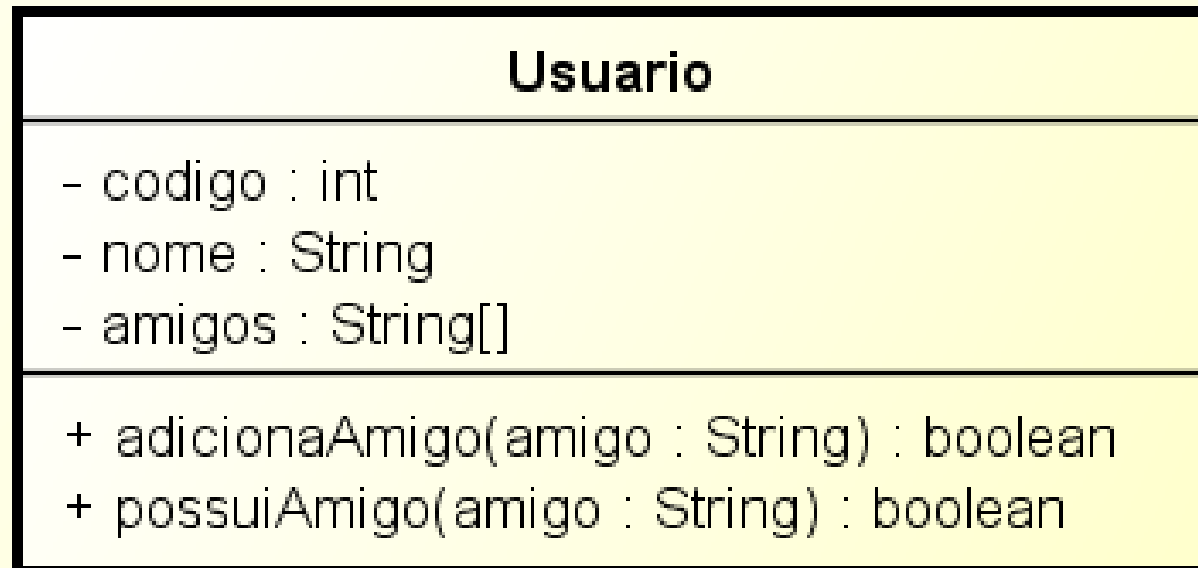 Usuario
- codigo : int
- nome : String
- amigos : String[]
+ adicionaAmigo(amigo : String) : boolean
+ possuiAmigo(amigo : String) : boolean